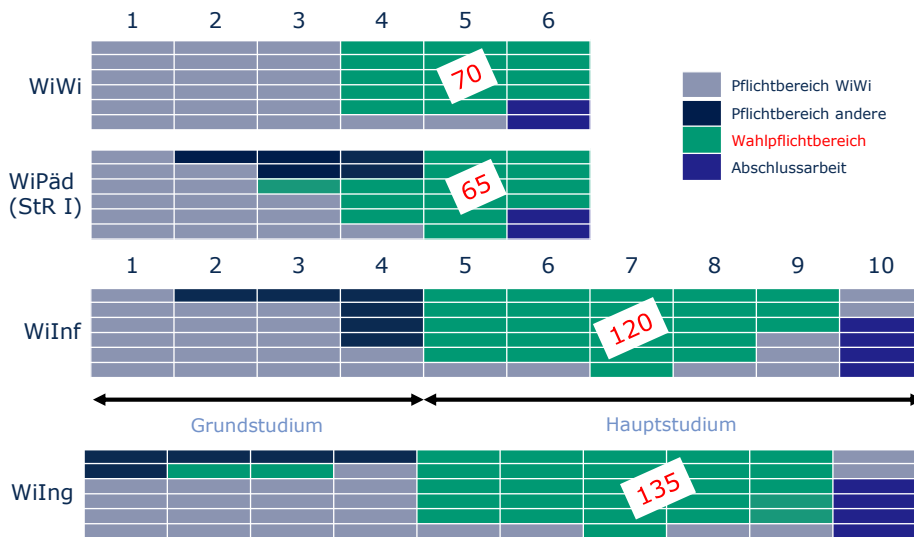 1 2 3 4 5 6
WiWi
70
Pflichtbereich WiWi
Pflichtbereich andere
Wahlpflichtbereich
Abschlussarbeit
WiPäd
(StR I)
65
1 2 3 4 5 6 7 8 9 10
WiInf
120
Grundstudium Hauptstudium
WiIng
135